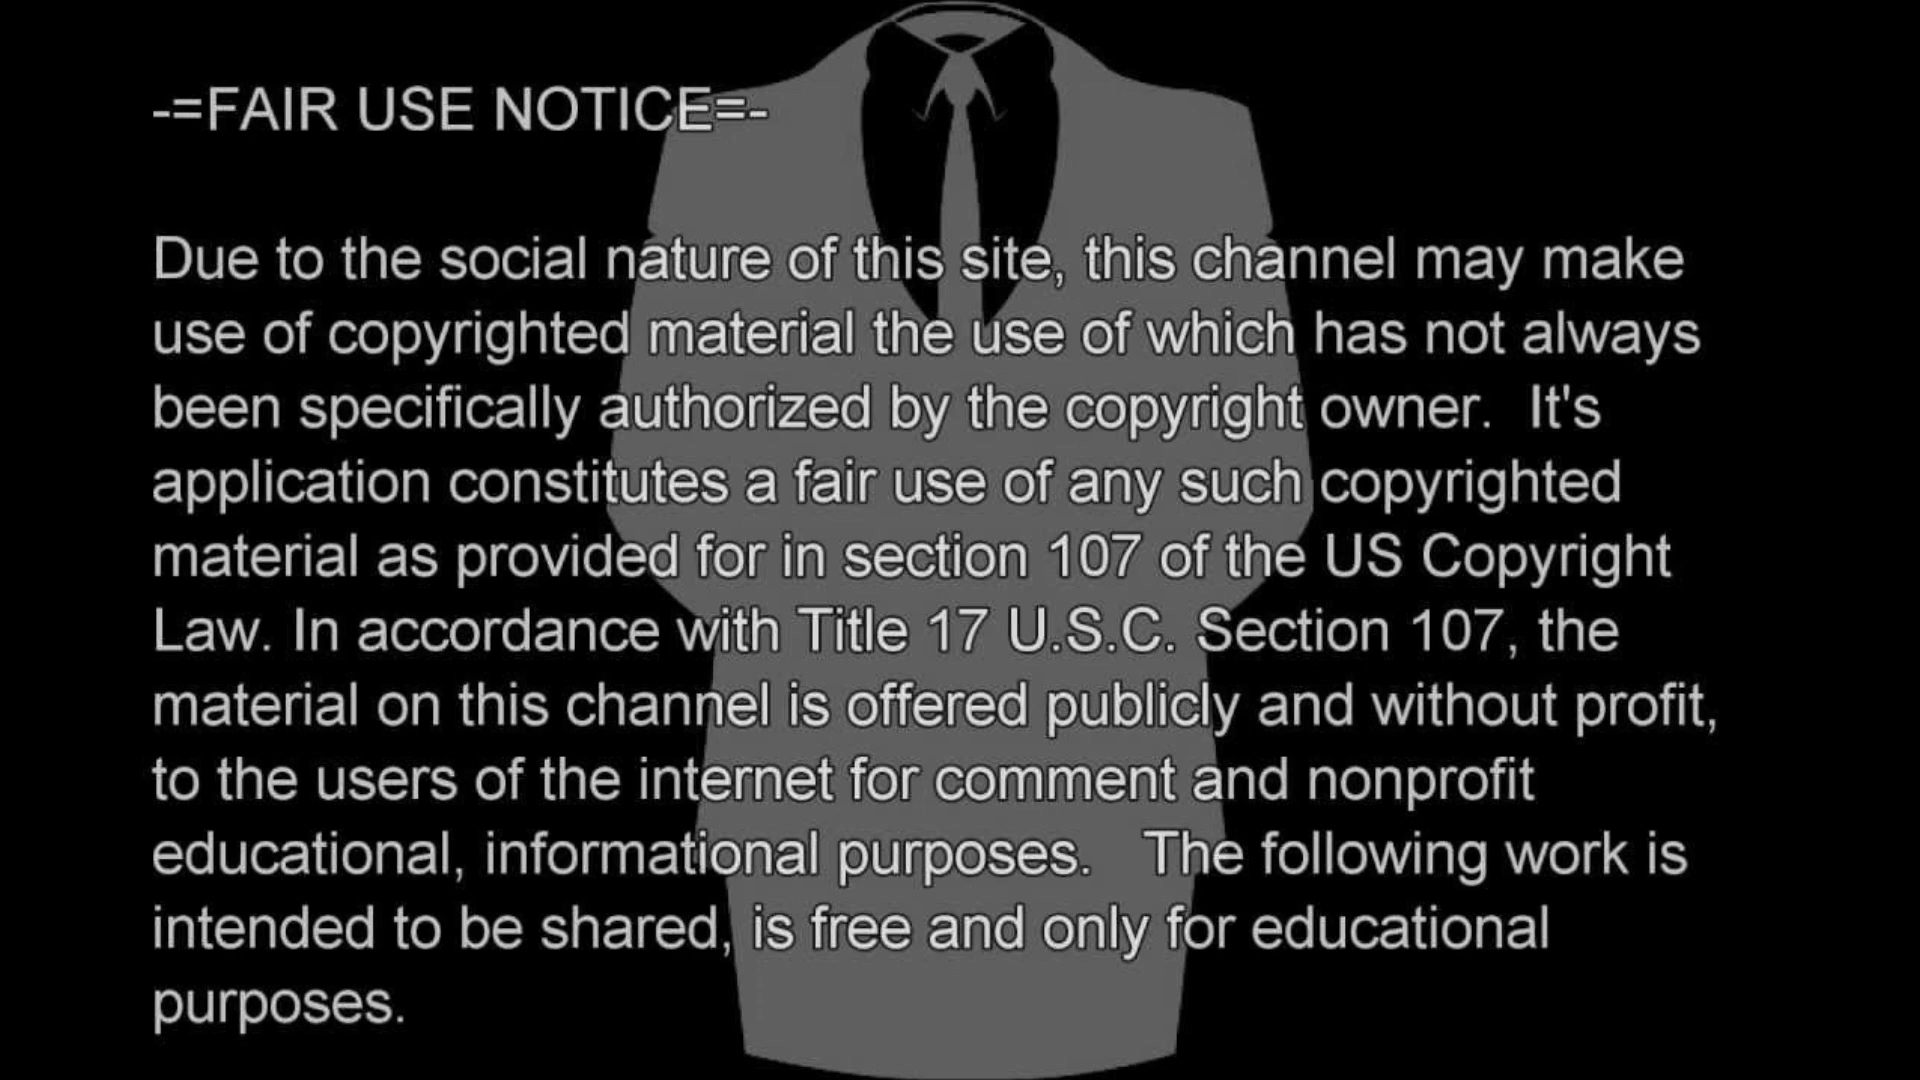 -=FAIR USE NOTICE=-
Due to the social nature of this site, this channel may make
use of copyrighted material the use of which has not always
been specifically authorized by the copyright owner.  It's
application constitutes a fair use of any such copyrighted
material as provided for in section 107 of the US Copyright
Law. In accordance with Title 17 U.S.C. Section 107, the
material on this channel is offered publicly and without profit,
to the users of the internet for comment and nonprofit
educational, informational purposes.   The following work is
intended to be shared, is free and only for educational
purposes.